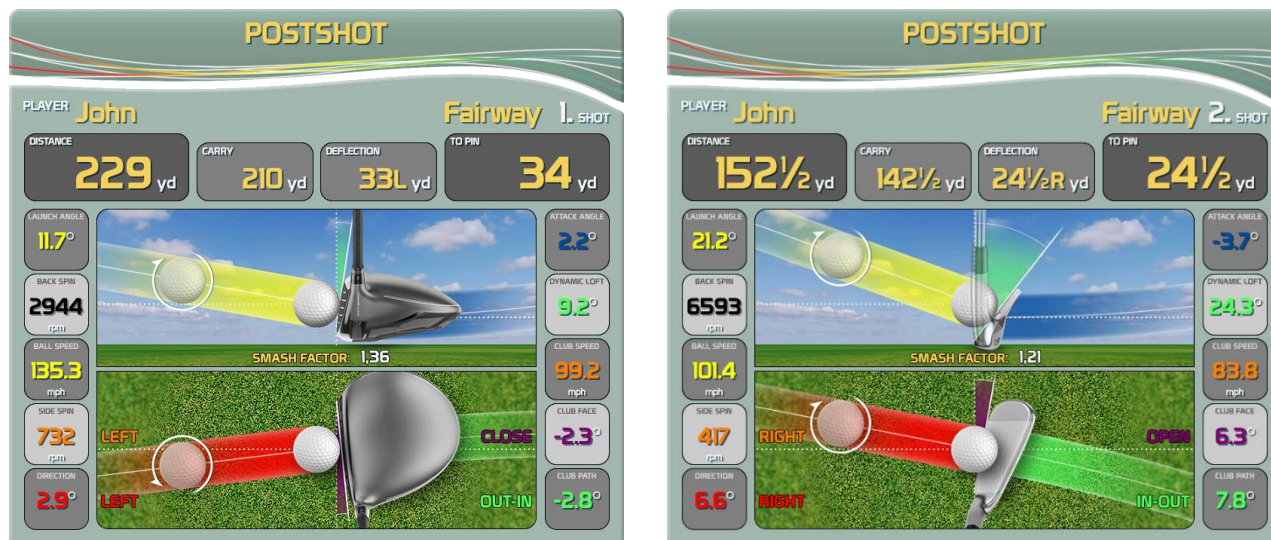 POSTSHOT
PLAYER John Fairway 1. SHOT
DISTANCE 229 yd
CARRY 210 yd
DEFLECTION 33L yd
TO PIN 34 yd
LAUNCH ANGLE 11.7°
BACK SPIN 2944 rpm
BALL SPEED 135.3 mph
SIDE SPIN 732 rpm
DIRECTION 2.9°
SMASH FACTOR: 1,36
LEFT
LEFT
CLOSE
OUT-IN
ATTACK ANGLE 2.2°
DYNAMIC LOFT 9.2°
CLUB SPEED 99.2 mph
CLUB FACE -2.3°
CLUB PATH -2.8°
POSTSHOT
PLAYER John Fairway 2. SHOT
DISTANCE 152½ yd
CARRY 142½ yd
DEFLECTION 24½R yd
TO PIN 24½ yd
LAUNCH ANGLE 21.2°
BACK SPIN 6593 rpm
BALL SPEED 101.4 mph
SIDE SPIN 417 rpm
DIRECTION 6.6°
SMASH FACTOR: 1,21
RIGHT
RIGHT
OPEN
IN-OUT
ATTACK ANGLE -3.7°
DYNAMIC LOFT 24.3°
CLUB SPEED 83.8 mph
CLUB FACE 6.3°
CLUB PATH 7.8°